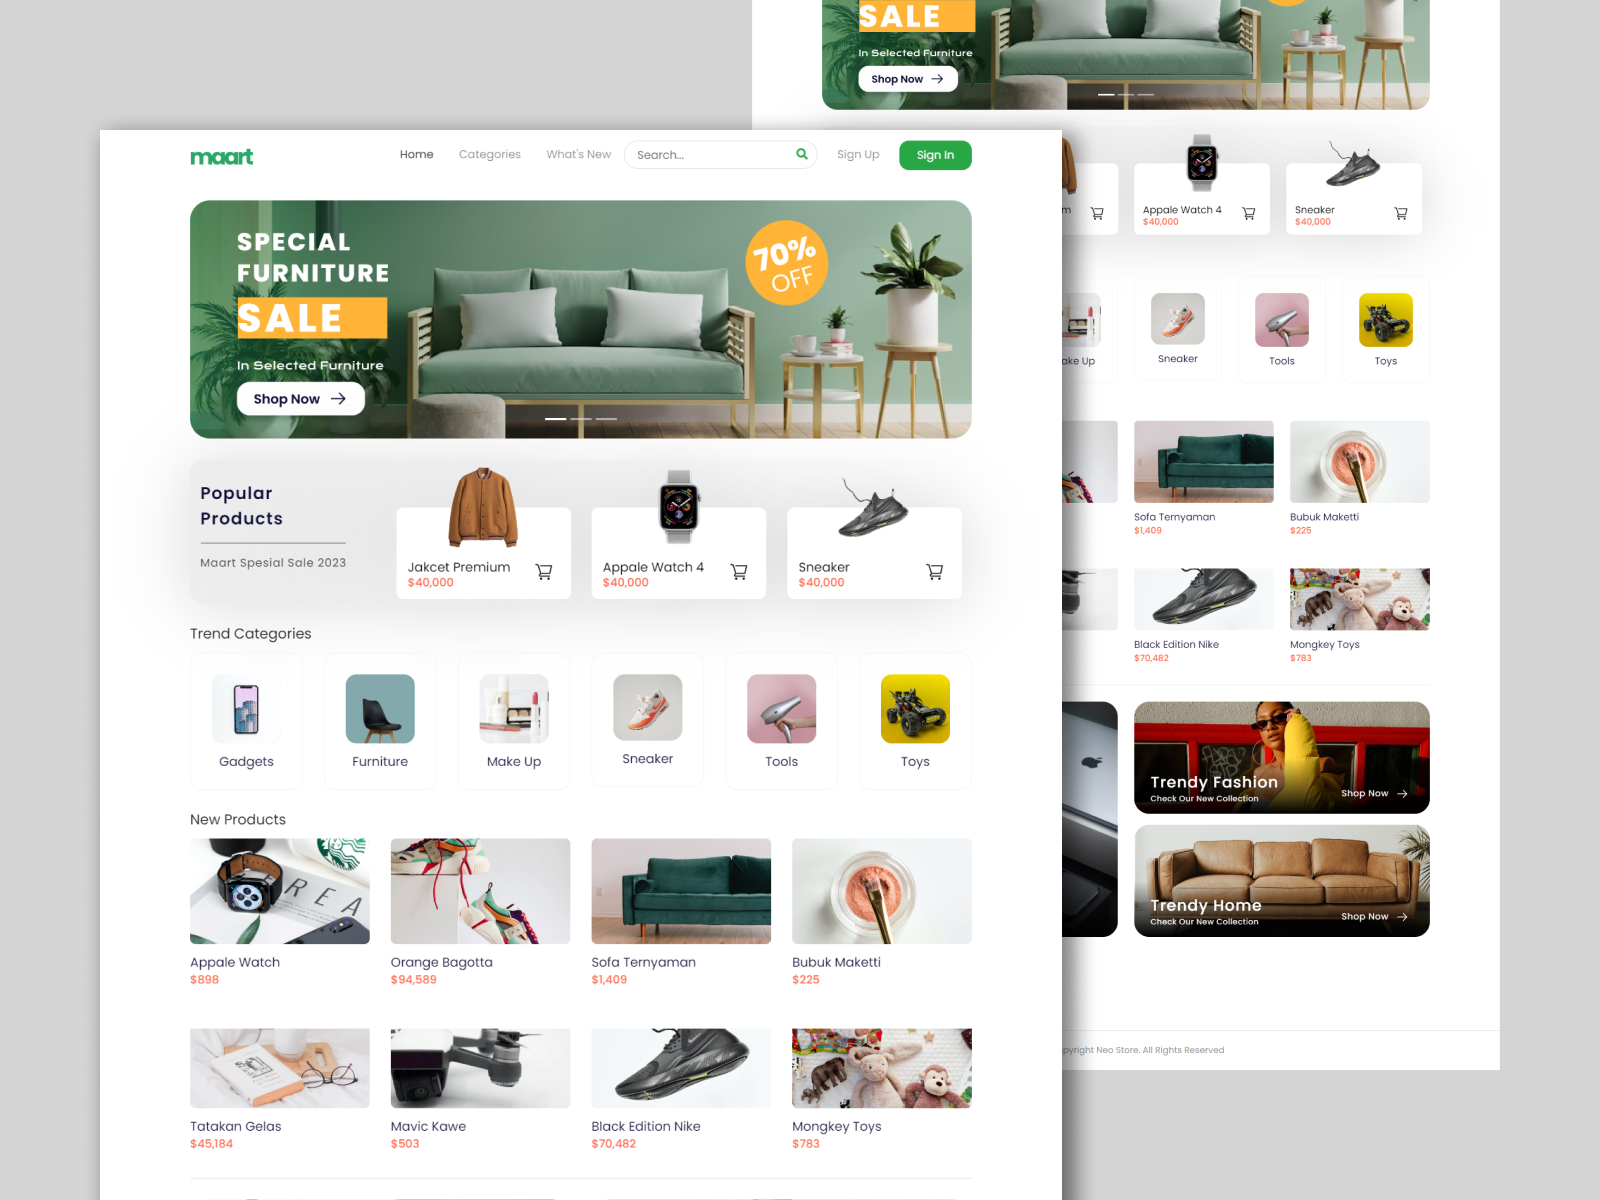 maart
Home
Categories
What's New
Search...
Sign Up
Sign In
SPECIAL
FURNITURE
SALE
In Selected Furniture
Shop Now
70%
OFF
Popular
Products
Maart Spesial Sale 2023
Jakcet Premium
$40,000
Appale Watch 4
$40,000
Sneaker
$40,000
Trend Categories
Gadgets
Furniture
Make Up
Sneaker
Tools
Toys
New Products
REA
Appale Watch
$898
Orange Bagotta
$94,589
Sofa Ternyaman
$1,409
Bubuk Maketti
$225
Tatakan Gelas
$45,184
Mavic Kawe
$503
Black Edition Nike
$70,482
Mongkey Toys
$783
SALE
In Selected Furniture
Shop Now
m
Appale Watch 4
$40,000
Sneaker
$40,000
ake Up
Sneaker
Tools
Toys
Sofa Ternyaman
$1,409
Bubuk Maketti
$225
Black Edition Nike
$70,482
Mongkey Toys
$783
Trendy Fashion
Check Our New Collection
Shop Now
Trendy Home
Check Our New Collection
Shop Now
pyright Neo Store. All Rights Reserved